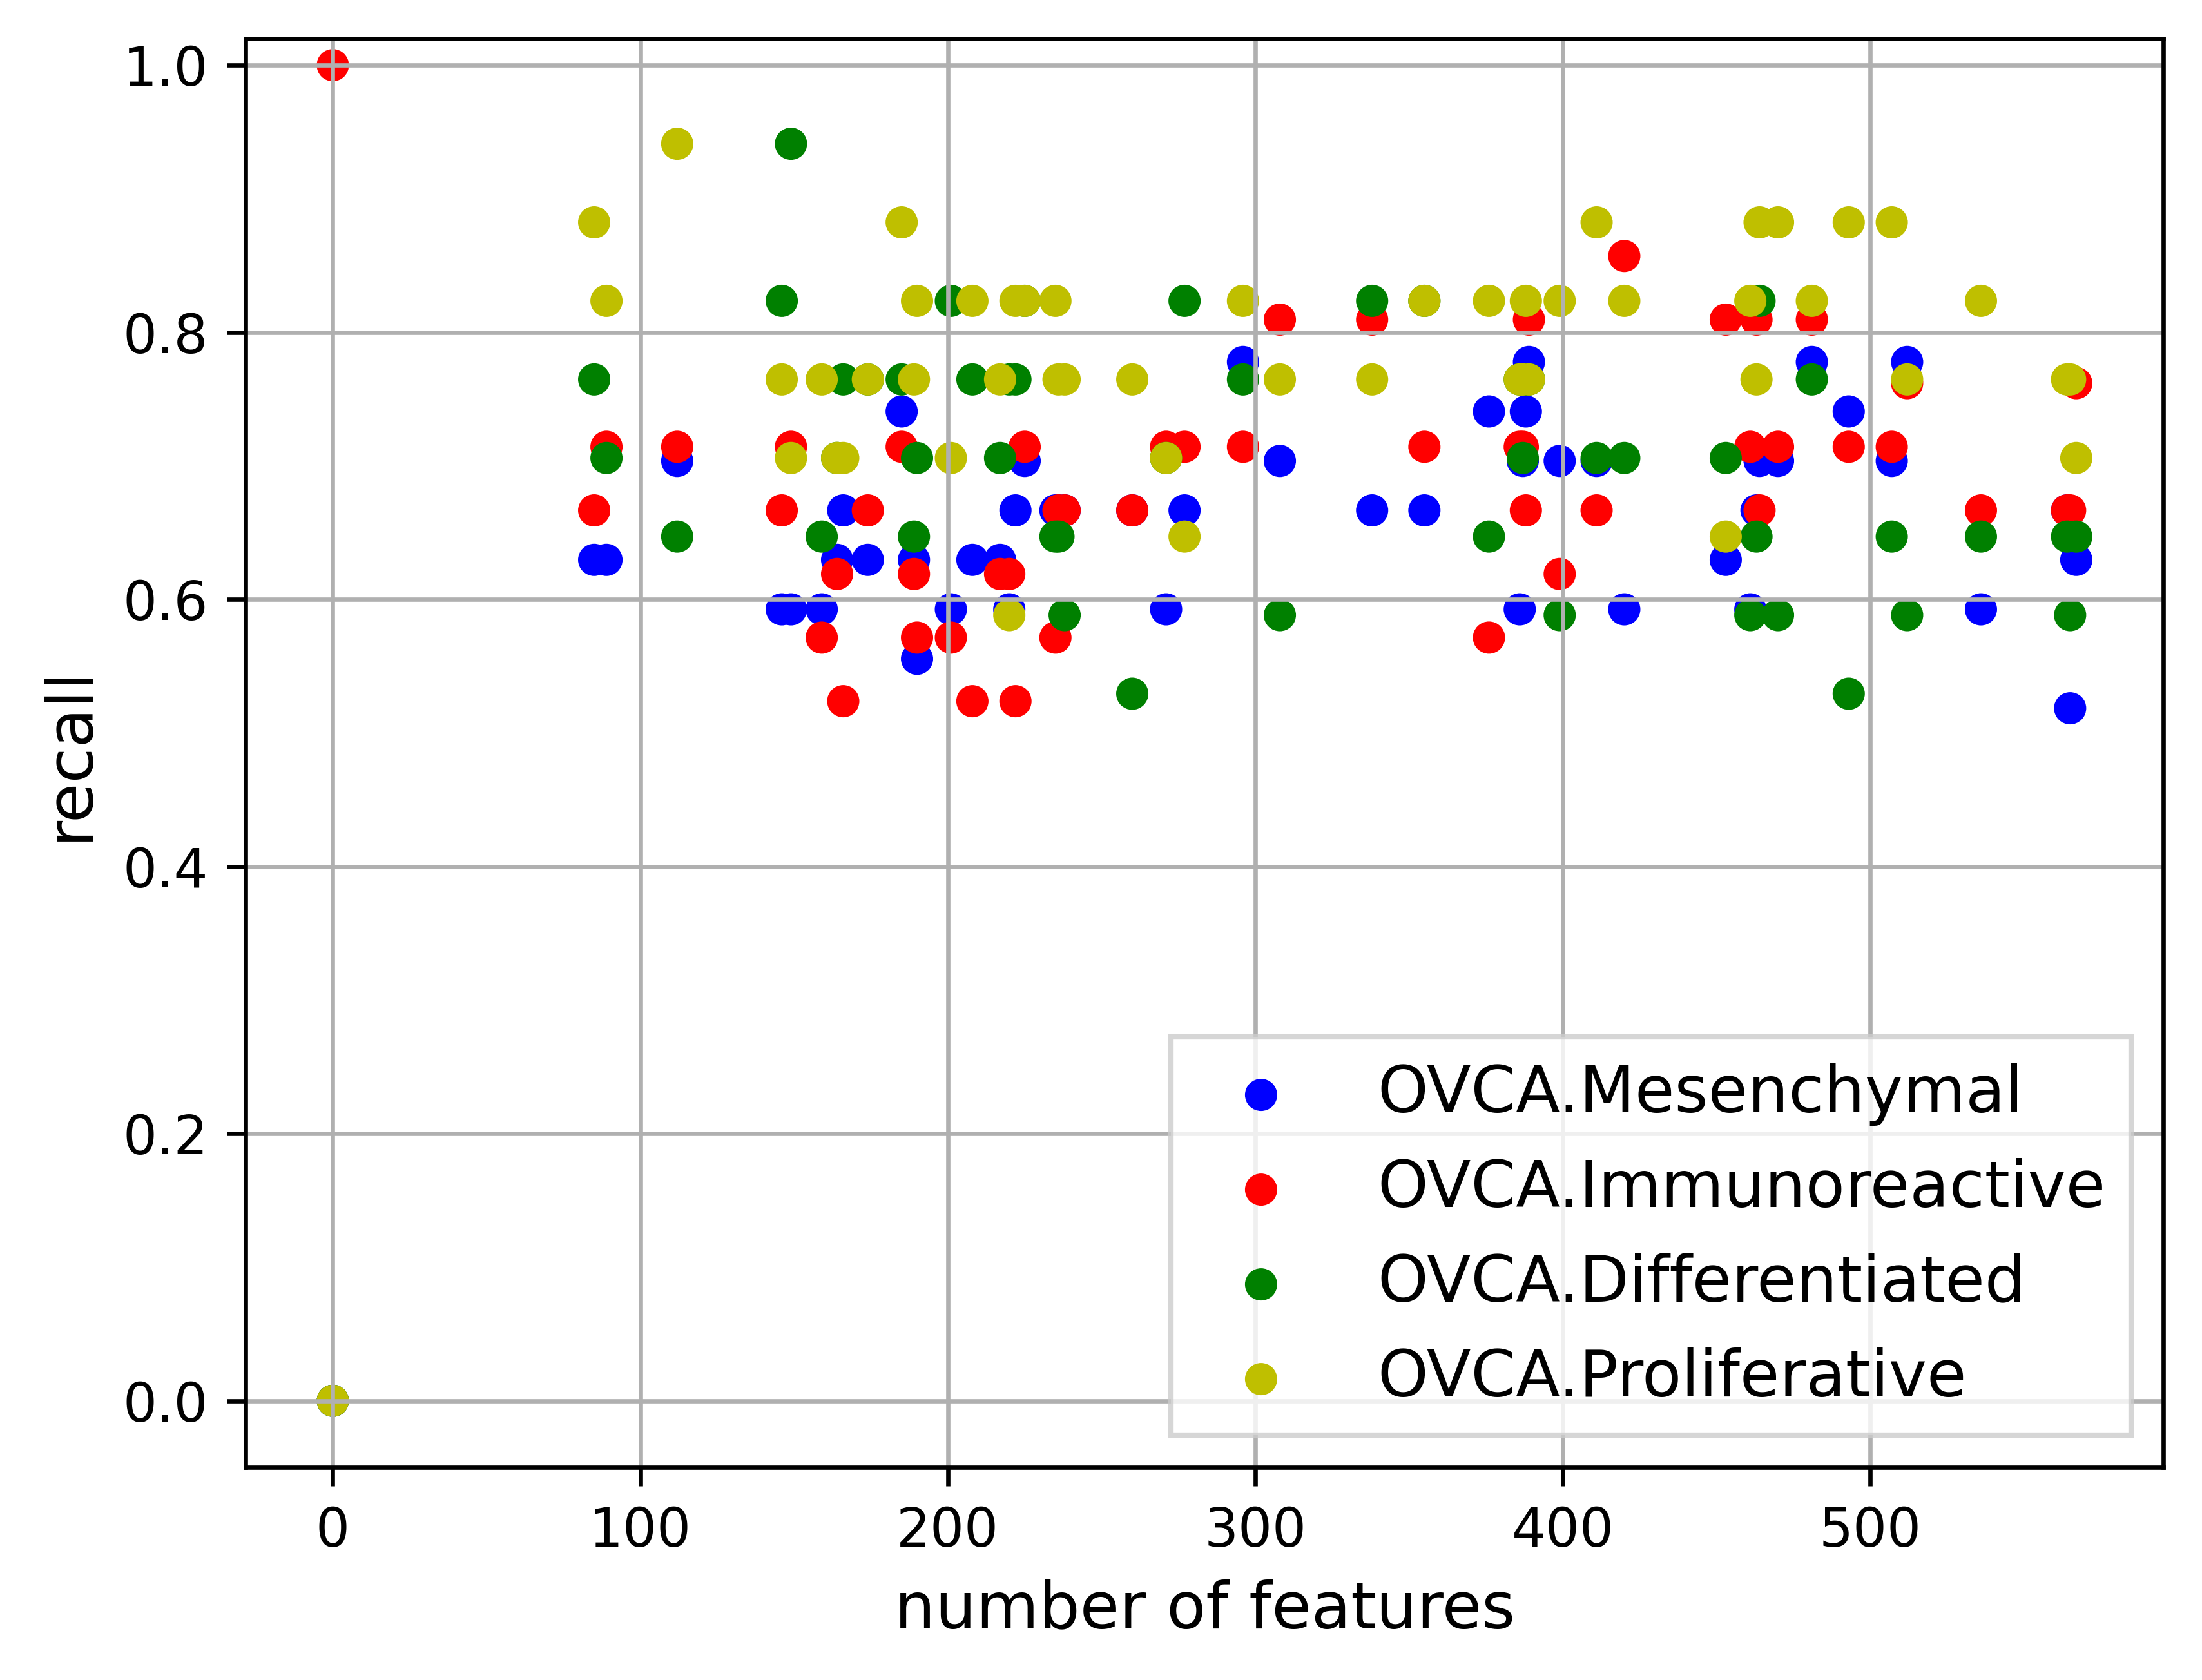 1.0
0.8
0.6
0.4
0.2
0.0
recall
OVCA.Mesenchymal
OVCA.Immunoreactive
OVCA.Differentiated
OVCA.Proliferative
0 100 200 300 400 500
number of features